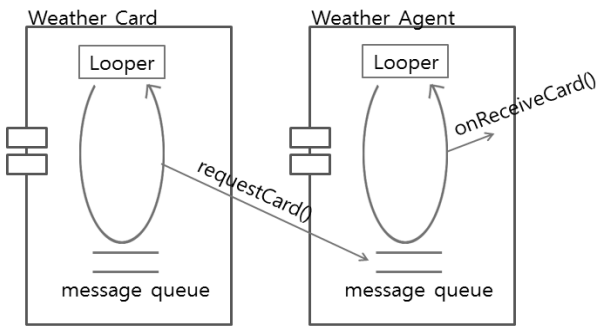 Weather Card
Looper
requestCard()
message queue
Weather Agent
Looper
onReceiveCard()
message queue